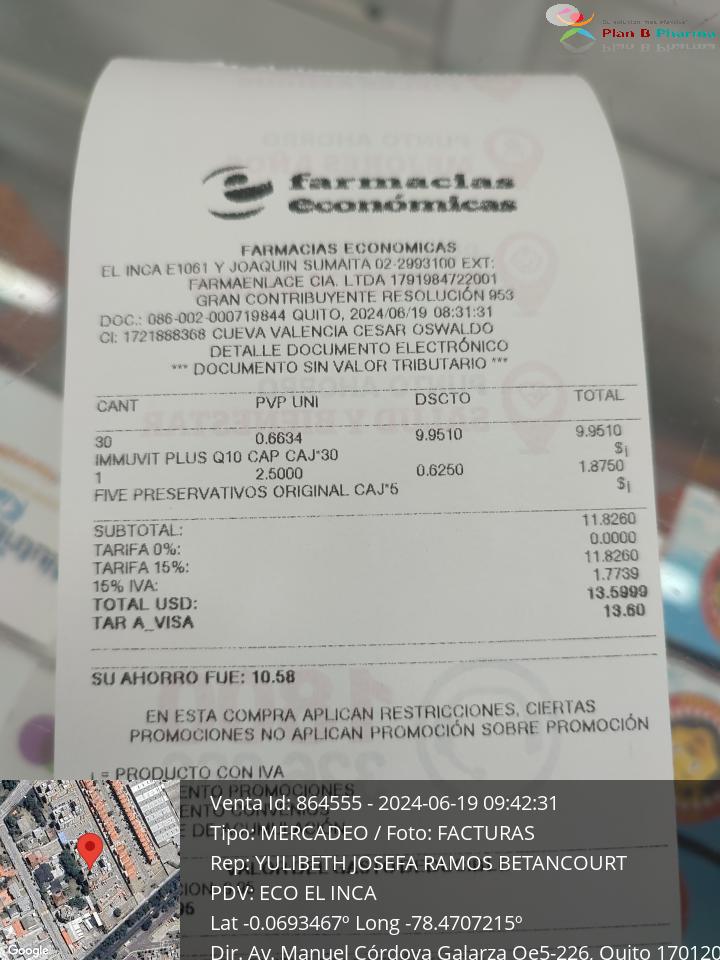 Su solución más efectiva
Plan B Pharma
farmacias
económicas
FARMACIAS ECONOMICAS
EL INCA E1061 Y JOAQUIN SUMAITA 02-2993100 EXT:
FARMAENLACE CIA. LTDA 1791984722001
GRAN CONTRIBUYENTE RESOLUCIÓN 953
DOC.: 086-002-000719844 QUITO, 2024/06/19 08:31:31
CI: 1721888368 CUEVA VALENCIA CESAR OSWALDO
DETALLE DOCUMENTO ELECTRÓNICO
*** DOCUMENTO SIN VALOR TRIBUTARIO ***
CANT PVP UNI DSCTO TOTAL
30 0.6634 9.9510 9.9510
IMMUVIT PLUS Q10 CAP CAJ*30 $¡
1 2.5000 0.6250 1.8750
FIVE PRESERVATIVOS ORIGINAL CAJ*5 $¡
SUBTOTAL: 11.8260
TARIFA 0%: 0.0000
TARIFA 15%: 11.8260
15% IVA: 1.7739
TOTAL USD: 13.5999
TAR A_VISA 13.60
SU AHORRO FUE: 10.58
EN ESTA COMPRA APLICAN RESTRICCIONES, CIERTAS
PROMOCIONES NO APLICAN PROMOCIÓN SOBRE PROMOCIÓN
¡ = PRODUCTO CON IVA
ENTO PROMOCIONES
ENTO CONVENIOS
Venta Id: 864555 - 2024-06-19 09:42:31
Tipo: MERCADEO / Foto: FACTURAS
Rep: YULIBETH JOSEFA RAMOS BETANCOURT
PDV: ECO EL INCA
Lat -0.0693467º Long -78.4707215º
Dir. Av. Manuel Córdova Galarza Oe5-226, Quito 170120
Google